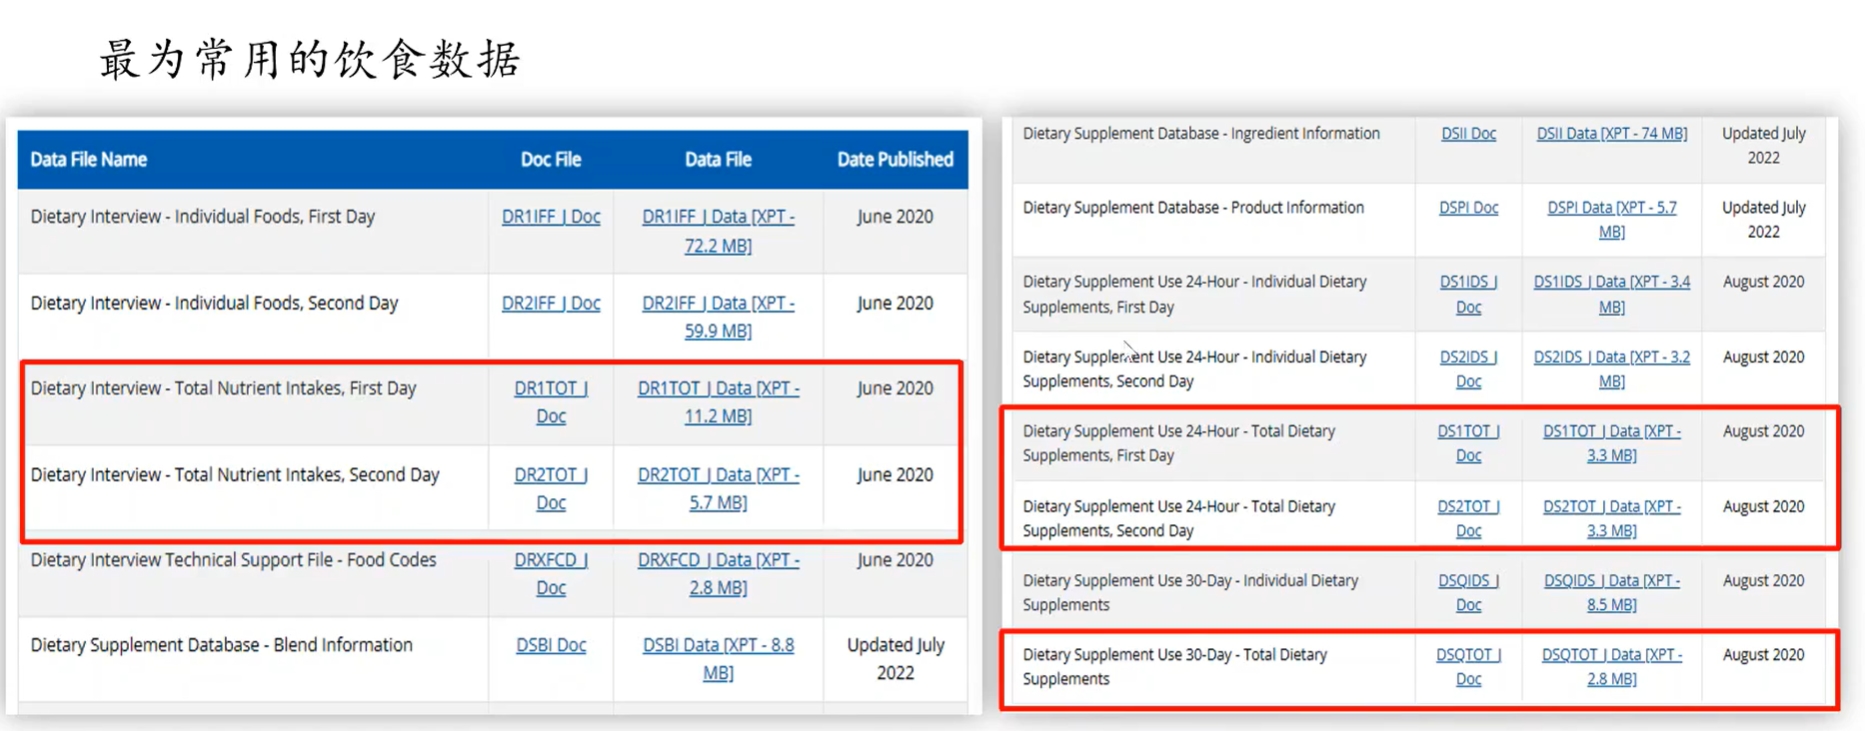 最为常用的饮食数据
Data File Name Doc File Data File Date Published
Dietary Interview - Individual Foods, First Day DR1IFF_J Doc DR1IFF_J Data [XPT - June 2020
72.2 MB]
Dietary Interview - Individual Foods, Second Day DR2IFF_J Doc DR2IFF_J Data [XPT - June 2020
59.9 MB]
Dietary Interview - Total Nutrient Intakes, First Day DR1TOT_J DR1TOT_J Data [XPT - June 2020
Doc 11.2 MB]
Dietary Interview - Total Nutrient Intakes, Second Day DR2TOT_J DR2TOT_J Data [XPT - June 2020
Doc 5.7 MB]
Dietary Interview Technical Support File - Food Codes DRXFCD_J DRXFCD_J Data [XPT - June 2020
Doc 2.8 MB]
Dietary Supplement Database - Blend Information DSBI Doc DSBI Data [XPT - 8.8 Updated July
MB] 2022
Dietary Supplement Database - Ingredient Information DSII Doc DSII Data [XPT - 74 MB] Updated July
2022
Dietary Supplement Database - Product Information DSPI Doc DSPI Data [XPT - 5.7 Updated July
MB] 2022
Dietary Supplement Use 24-Hour - Individual Dietary DS1IDS_J DS1IDS_J Data [XPT - 3.4 August 2020
Supplements, First Day Doc MB]
Dietary Supplement Use 24-Hour - Individual Dietary DS2IDS_J DS2IDS_J Data [XPT - 3.2 August 2020
Supplements, Second Day Doc MB]
Dietary Supplement Use 24-Hour - Total Dietary DS1TOT_J DS1TOT_J Data [XPT - August 2020
Supplements, First Day Doc 3.3 MB]
Dietary Supplement Use 24-Hour - Total Dietary DS2TOT_J DS2TOT_J Data [XPT - August 2020
Supplements, Second Day Doc 3.3 MB]
Dietary Supplement Use 30-Day - Individual Dietary DSQIDS_J DSQIDS_J Data [XPT - August 2020
Supplements Doc 8.5 MB]
Dietary Supplement Use 30-Day - Total Dietary DSQTOT_J DSQTOT_J Data [XPT - August 2020
Supplements Doc 2.8 MB]